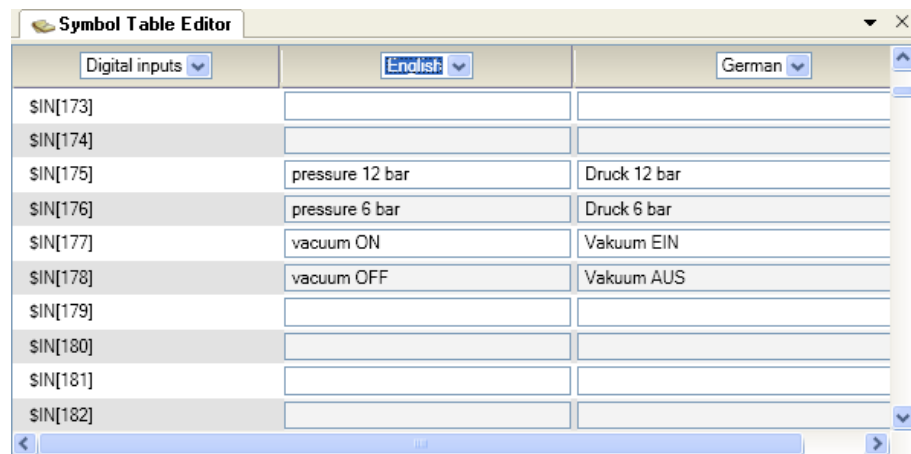 Symbol Table Editor
Digital inputs English German
$IN[173]
$IN[174]
$IN[175] pressure 12 bar Druck 12 bar
$IN[176] pressure 6 bar Druck 6 bar
$IN[177] vacuum ON Vakuum EIN
$IN[178] vacuum OFF Vakuum AUS
$IN[179]
$IN[180]
$IN[181]
$IN[182]